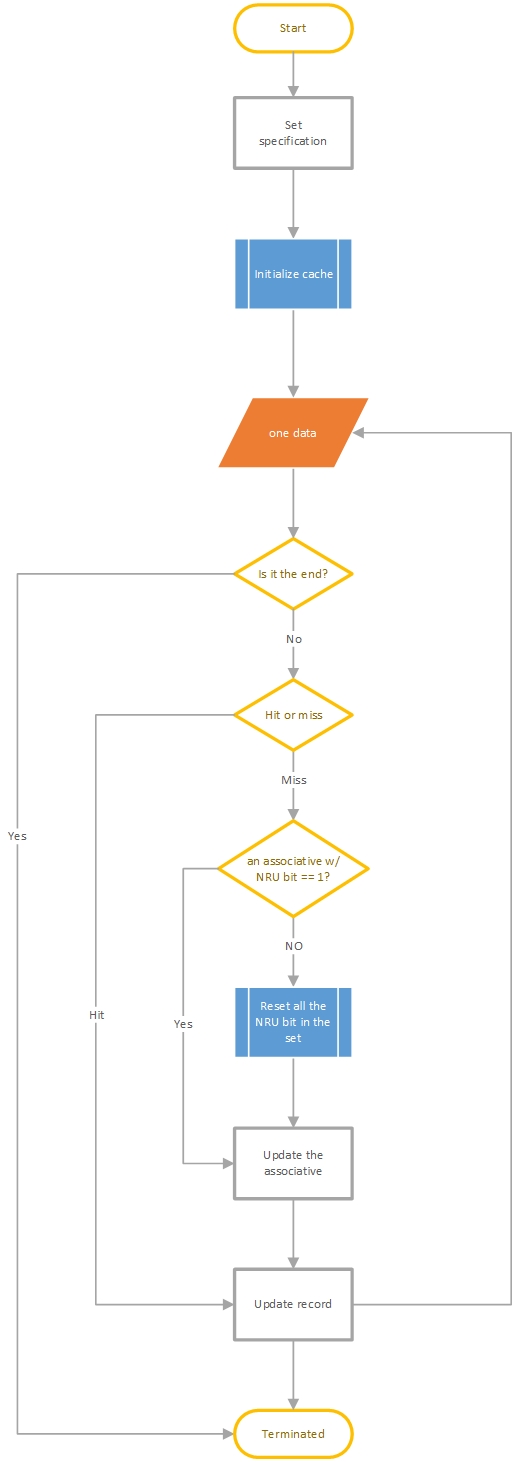 Start
Set
specification
Initialize cache
one data
Is it the end?
No
Hit or miss
Miss
Yes
an associative w/
NRU bit == 1?
NO
Reset all the
NRU bit in the
set
Hit
Yes
Update the
associative
Update record
Terminated